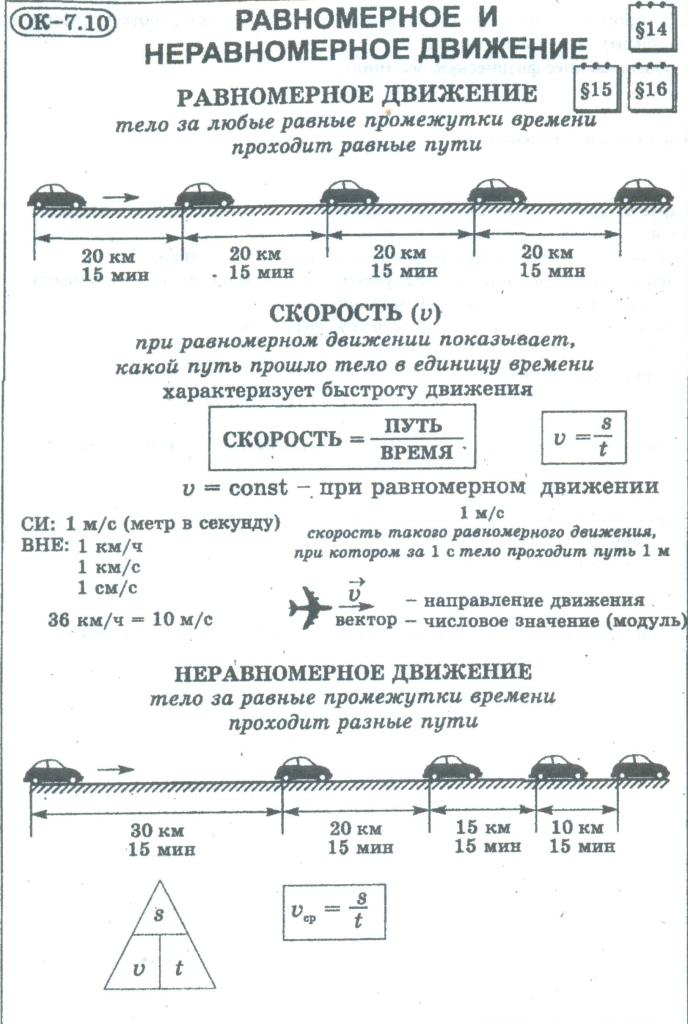 ОК–7.10
РАВНОМЕРНОЕ И
НЕРАВНОМЕРНОЕ ДВИЖЕНИЕ
§14
§15 §16
РАВНОМЕРНОЕ ДВИЖЕНИЕ
тело за любые равные промежутки времени
проходит равные пути
20 км 20 км 20 км 20 км
15 мин 15 мин 15 мин 15 мин
СКОРОСТЬ (v)
при равномерном движении показывает,
какой путь прошло тело в единицу времени
характеризует быстроту движения
СКОРОСТЬ = ПУТЬ / ВРЕМЯ
v = s / t
v = const – при равномерном движении
СИ: 1 м/с (метр в секунду)
ВНЕ: 1 км/ч
1 км/с
1 см/с
36 км/ч = 10 м/с
1 м/с
скорость такого равномерного движения,
при котором за 1 с тело проходит путь 1 м
v
– направление движения
вектор – числовое значение (модуль)
НЕРАВНОМЕРНОЕ ДВИЖЕНИЕ
тело за равные промежутки времени
проходит разные пути
30 км 20 км 15 км 10 км
15 мин 15 мин 15 мин 15 мин
s
v t
vср = s / t